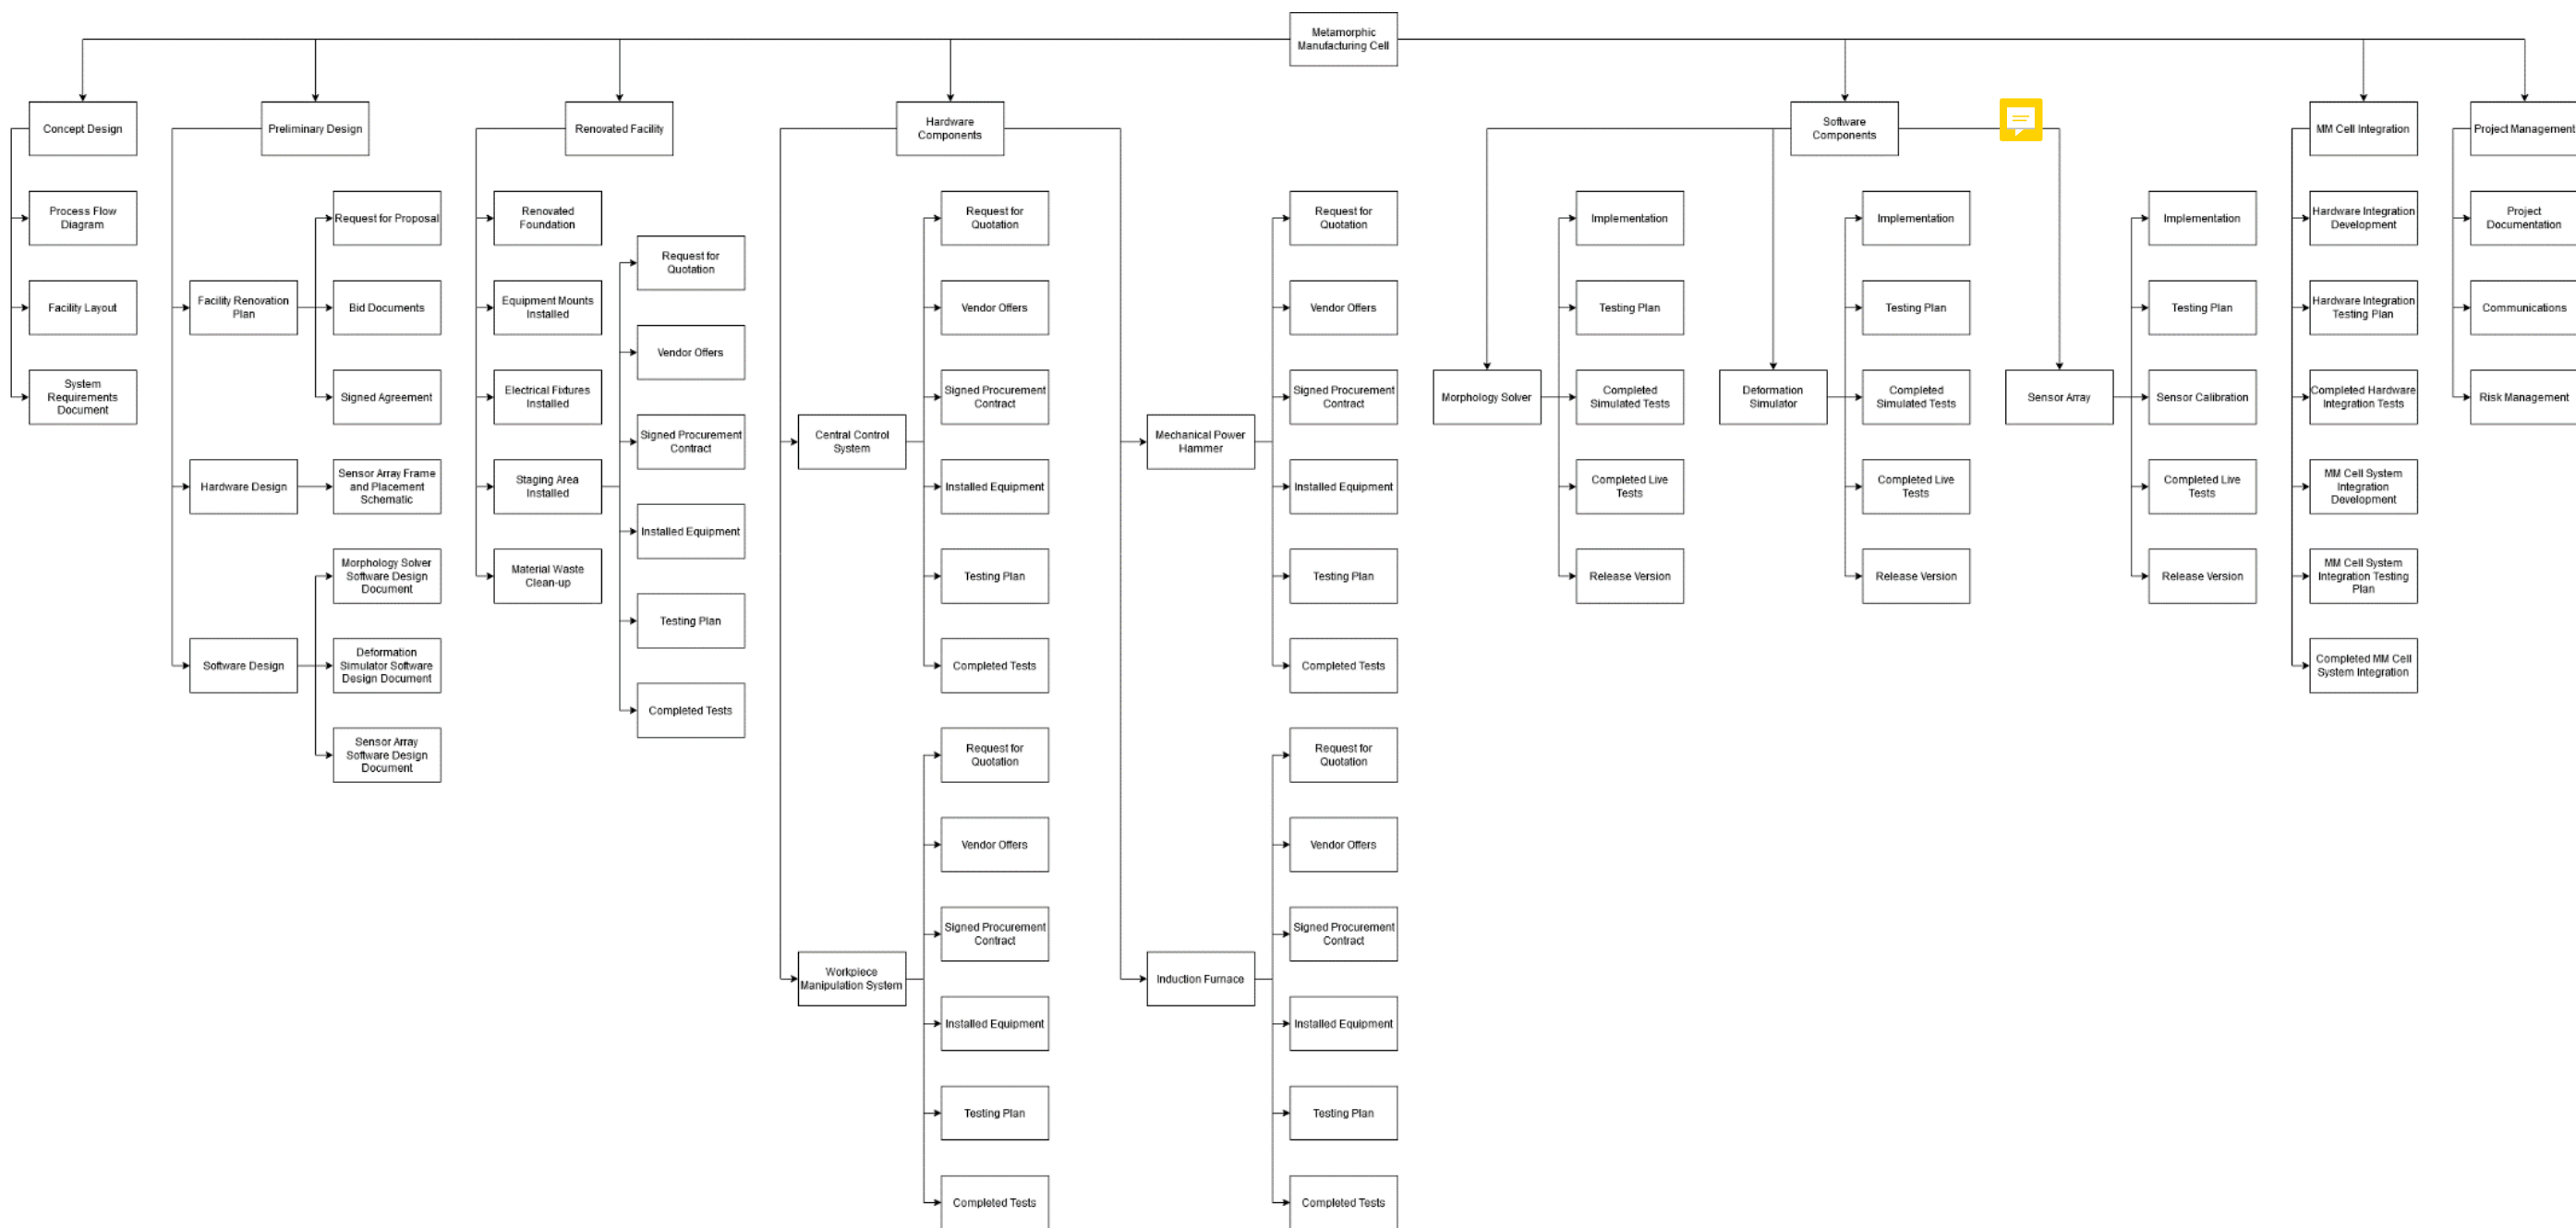 Metamorphic
Manufacturing Cell
Concept Design
Process Flow
Diagram
Facility Layout
System
Requirements
Document
Preliminary Design
Facility Renovation
Plan
Request for Proposal
Bid Documents
Signed Agreement
Hardware Design
Sensor Array Frame
and Placement
Schematic
Software Design
Morphology Solver
Software Design
Document
Deformation
Simulator Software
Design Document
Sensor Array
Software Design
Document
Renovated Facility
Renovated
Foundation
Equipment Mounts
Installed
Electrical Fixtures
Installed
Staging Area
Installed
Request for
Quotation
Vendor Offers
Signed Procurement
Contract
Installed Equipment
Testing Plan
Completed Tests
Material Waste
Clean-up
Hardware
Components
Central Control
System
Request for
Quotation
Vendor Offers
Signed Procurement
Contract
Installed Equipment
Testing Plan
Completed Tests
Workpiece
Manipulation System
Request for
Quotation
Vendor Offers
Signed Procurement
Contract
Installed Equipment
Testing Plan
Completed Tests
Mechanical Power
Hammer
Request for
Quotation
Vendor Offers
Signed Procurement
Contract
Installed Equipment
Testing Plan
Completed Tests
Induction Furnace
Request for
Quotation
Vendor Offers
Signed Procurement
Contract
Installed Equipment
Testing Plan
Completed Tests
Software
Components
Morphology Solver
Implementation
Testing Plan
Completed
Simulated Tests
Completed Live
Tests
Release Version
Deformation
Simulator
Implementation
Testing Plan
Completed
Simulated Tests
Completed Live
Tests
Release Version
Sensor Array
Implementation
Testing Plan
Sensor Calibration
Completed Live
Tests
Release Version
MM Cell Integration
Hardware Integration
Development
Hardware Integration
Testing Plan
Completed Hardware
Integration Tests
MM Cell System
Integration
Development
MM Cell System
Integration Testing
Plan
Completed MM Cell
System Integration
Project Management
Project
Documentation
Communications
Risk Management